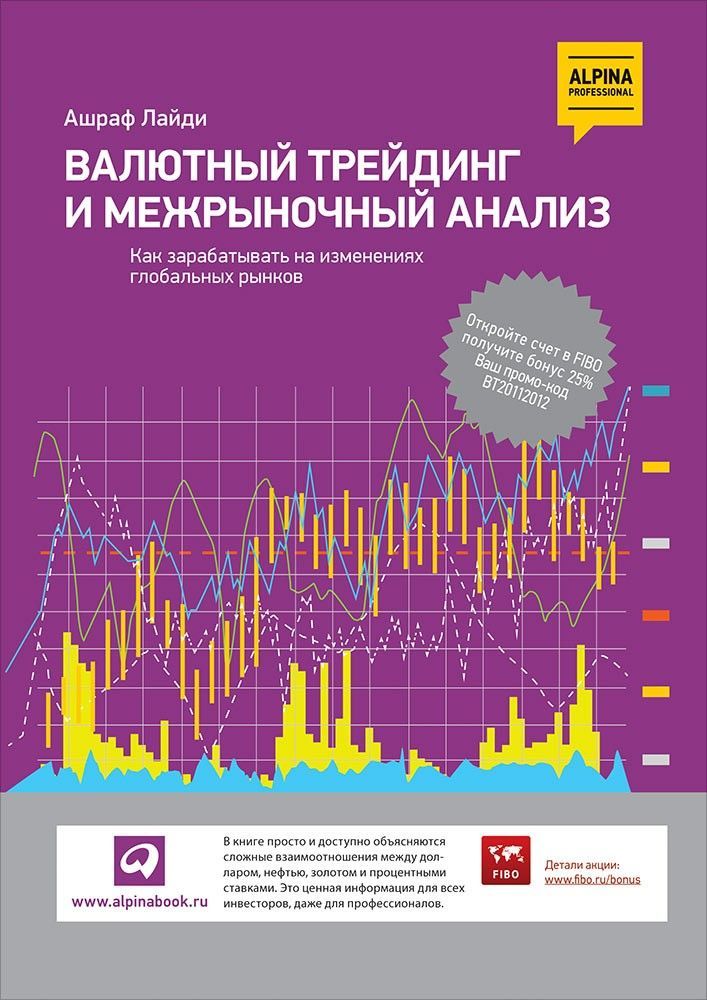 ALPINA
PROFESSIONAL
Ашраф Лайди
ВАЛЮТНЫЙ ТРЕЙДИНГ
И МЕЖРЫНОЧНЫЙ АНАЛИЗ
Как зарабатывать на изменениях
глобальных рынков
Откройте счет в FIBO
получите бонус 25%
Ваш промо-код
BT20112012
www.alpinabook.ru
В книге просто и доступно объясняются
сложные взаимоотношения между дол-
ларом, нефтью, золотом и процентными
ставками. Это ценная информация для всех
инвесторов, даже для профессионалов.
FIBO
Детали акции:
www.fibo.ru/bonus